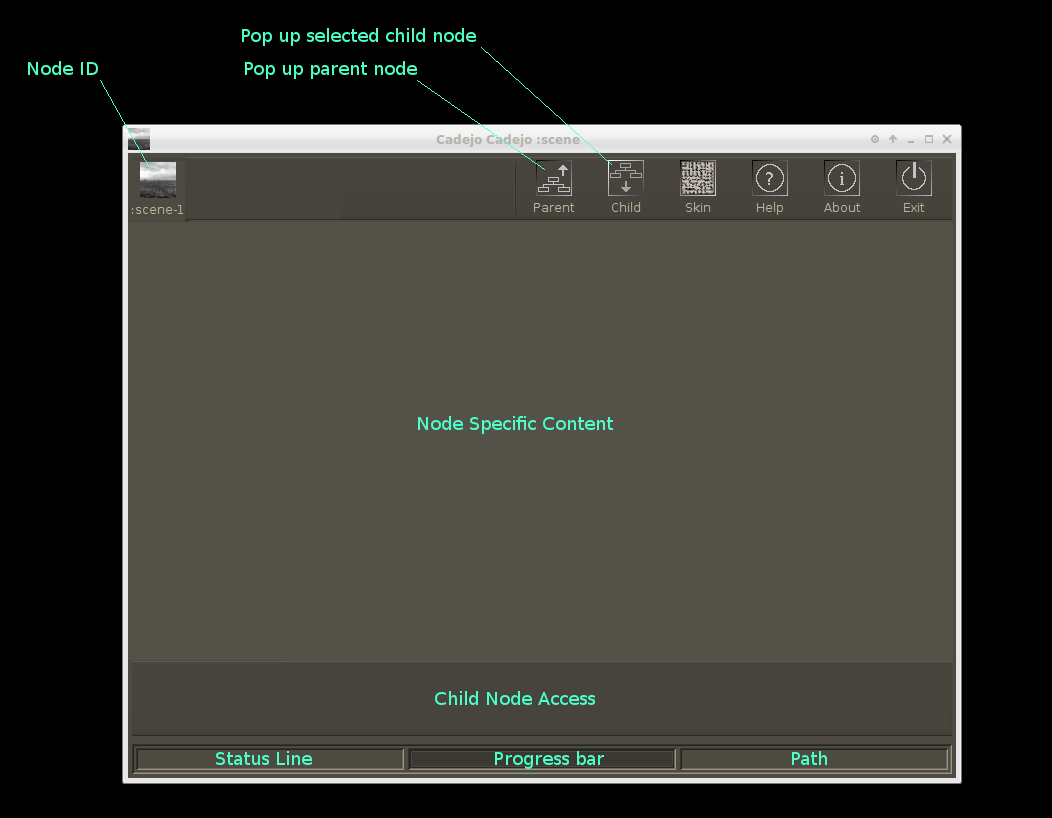 Pop up selected child node
Node ID
Pop up parent node
Cadejo Cadejo :scene
:scene-1
Parent
Child
Skin
? Help
i About
Exit
Node Specific Content
Child Node Access
Status Line
Progress bar
Path